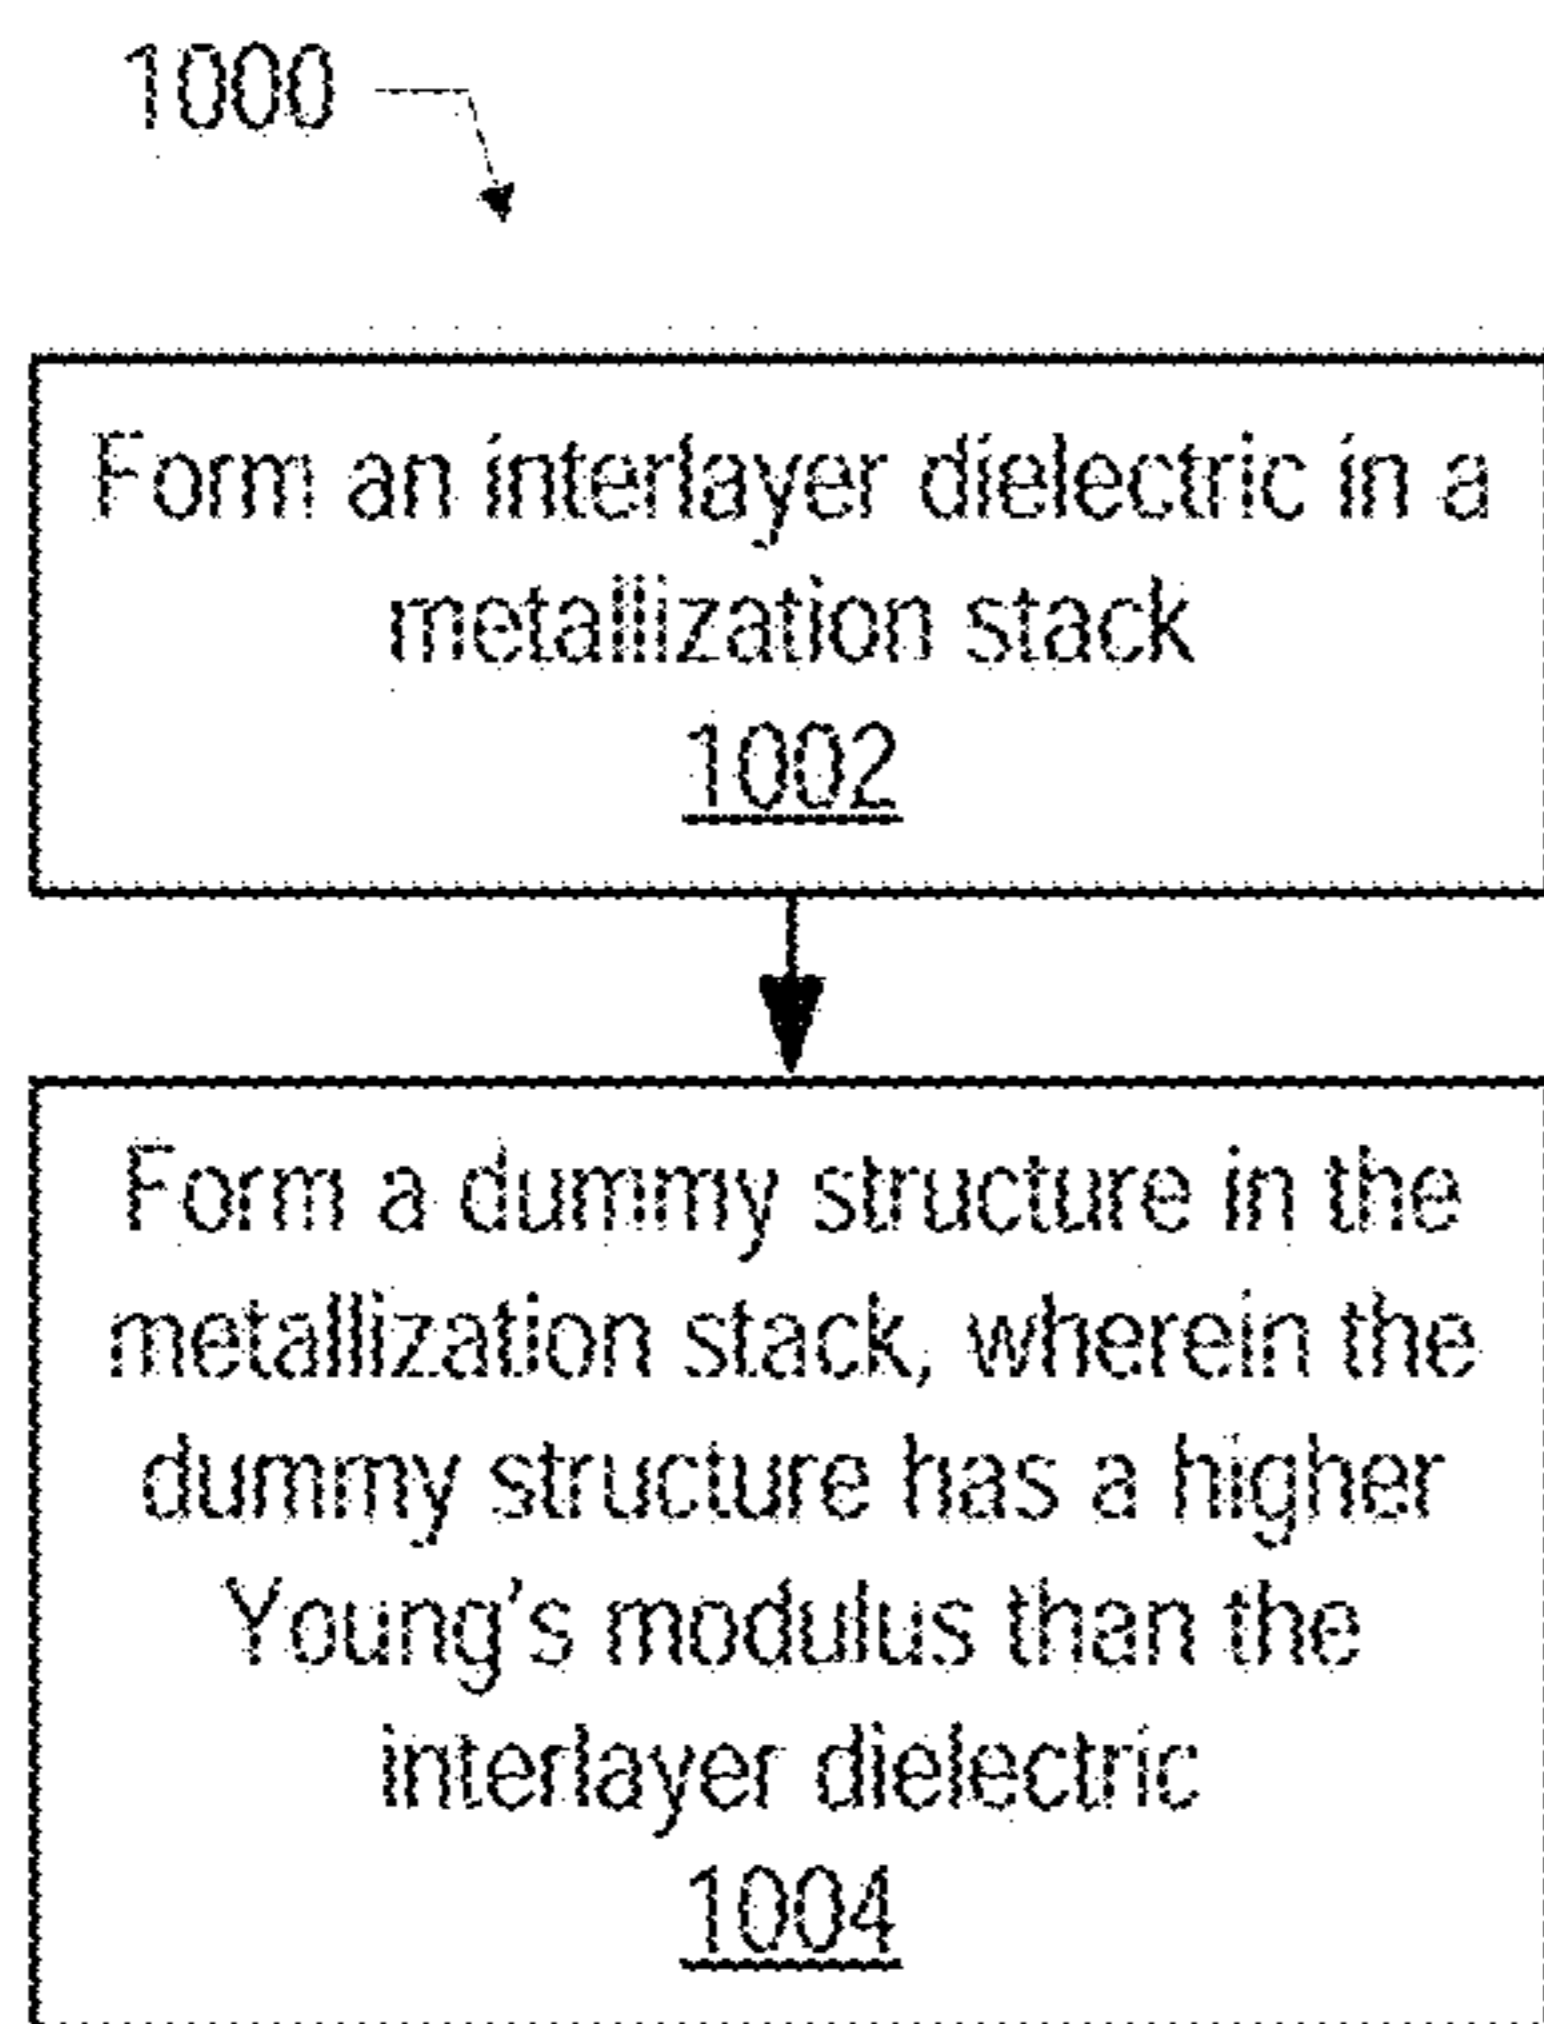 1000
Form an interlayer dielectric in a
metallization stack
1002
Form a dummy structure in the
metallization stack, wherein the
dummy structure has a higher
Young's modulus than the
interlayer dielectric
1004